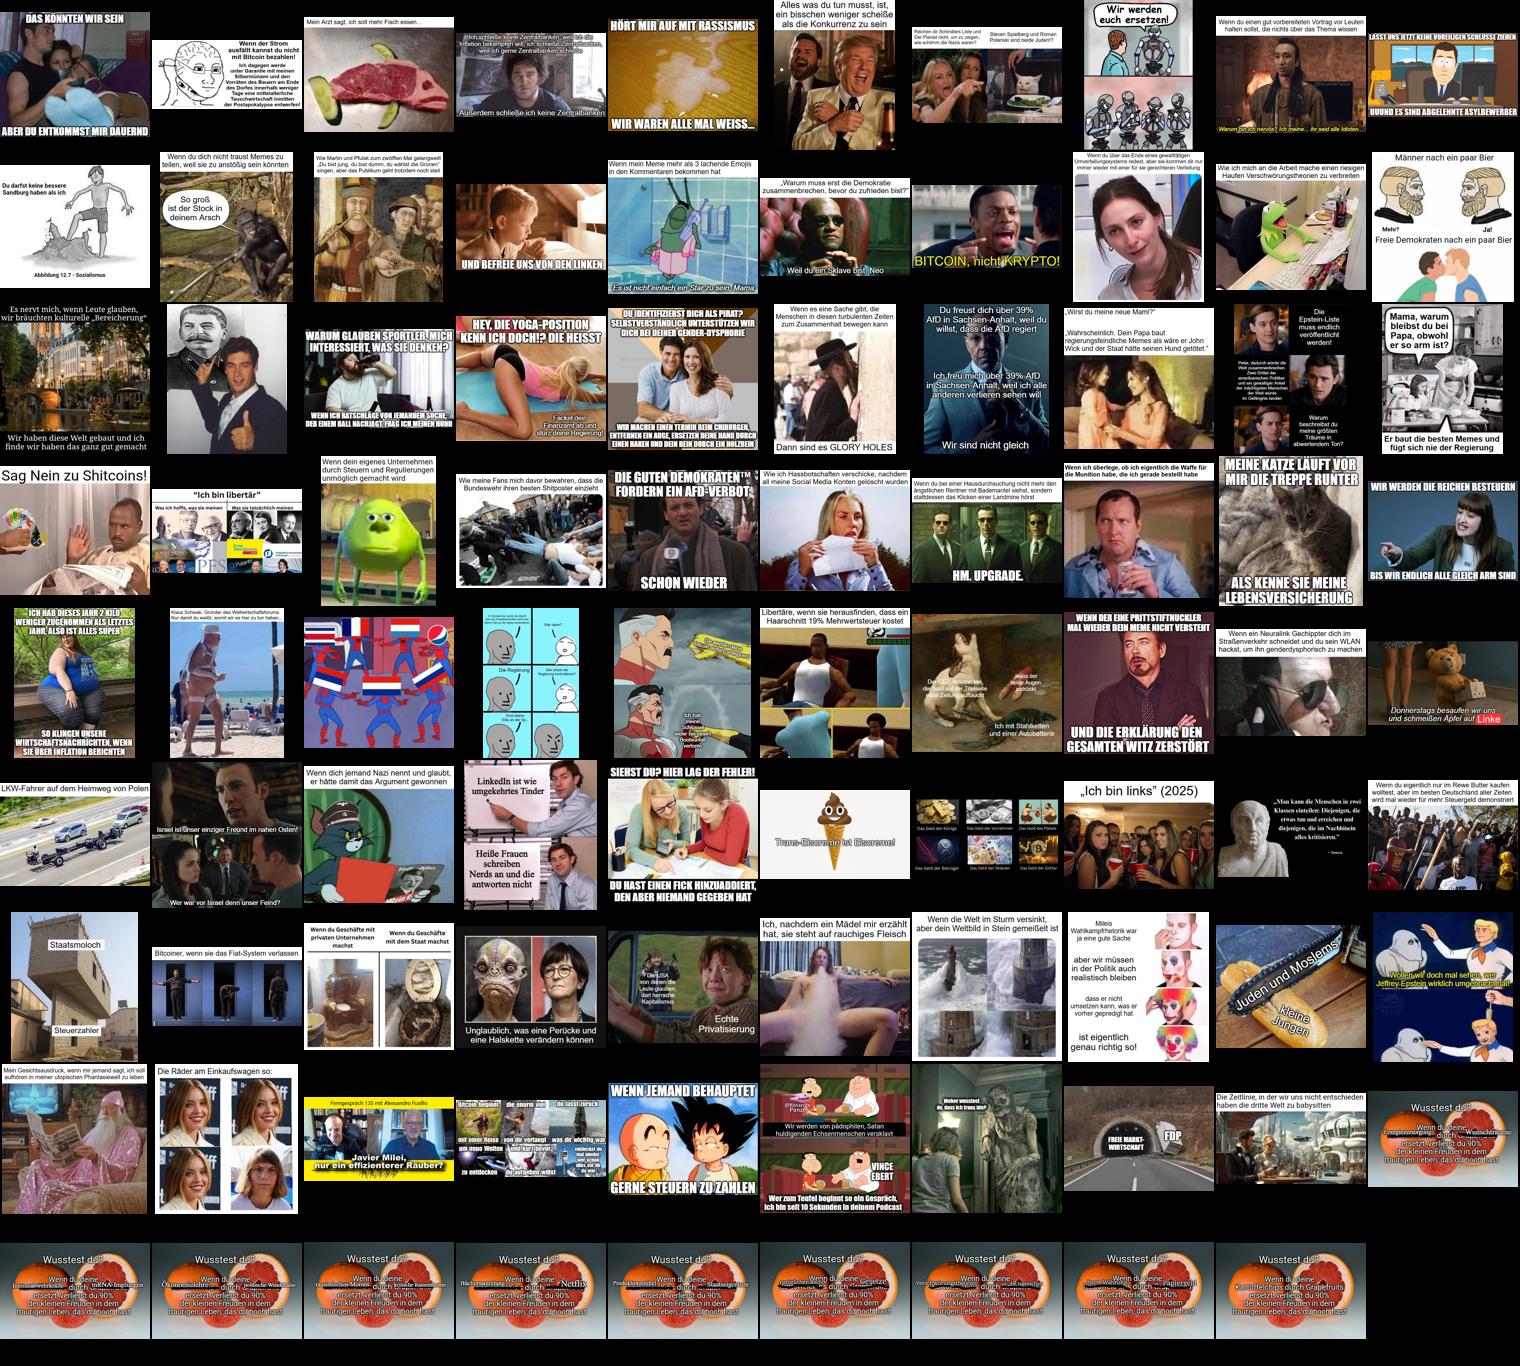 DAS KÖNNTEN WIR SEIN
ABER DU ENTKOMMST MIR DAUERND
Wenn der Strom
ausfällt kannst du nicht
mit Bitcoin bezahlen!
Ich dagegen werde
unter Garantie mit meinen
Silbermünzen und den
Vorräten des Bauern am Ende
des Dorfes innerhalb weniger
Tage eine mittelalterliche
Tauschwirtschaft inmitten
der Postapokalypse entwerfen!
Mein Arzt sagt, ich soll mehr Fisch essen...
Ich schieße keine Zentralbanken, weil ich die
Inflation bekämpfen will, ich schließe Zentralbanken,
weil ich gerne Zentralbanken schließe
Außerdem schließe ich keine Zentralbanken
HÖRT MIR AUF MIT RASSISMUS
WIR WAREN ALLE MAL WEISS...
Alles was du tun musst, ist,
ein bisschen weniger scheiße
als die Konkurrenz zu sein
Reichen dir Schindlers Liste und
Der Pianist nicht, um zu zeigen,
wie schlimm die Nazis waren?
Steven Spielberg und Roman
Polanski sind beide Juden!?
Wir werden
euch ersetzen!
Wenn du einen gut vorbereiteten Vortrag vor Leuten
halten sollst, die nichts über das Thema wissen
Warum bin ich nervös? Ich meine... ihr seid alle Idioten.
LASST UNS JETZT KEINE VOREILIGEN SCHLÜSSE ZIEHEN
UUUND ES SIND ABGELEHNTE ASYLBEWERBER
Du darfst keine bessere
Sandburg haben als ich
Abbildung 12.7 - Sozialismus
Wenn du dich nicht traust Memes zu
teilen, weil sie zu anstößig sein könnten
So groß
ist der Stock in
deinem Arsch
Wie Martin und Pfulak zum zwölften Mal gelangweilt
„Du bist jung, du bist dumm, du wählst die Grünen"
singen, aber das Publikum geht trotzdem noch steil
UND BEFREIE UNS VON DEN LINKEN
Wenn mein Meme mehr als 3 lachende Emojis
in den Kommentaren bekommen hat
Es ist nicht einfach ein Star zu sein, Mama
„Warum muss erst die Demokratie
zusammenbrechen, bevor du zufrieden bist?"
Weil du ein Sklave bist, Neo
BITCOIN, nicht KRYPTO!
Wenn du über das Ende eines gewalttätigen
Umverteilungssystems redest, aber sie kommen dir nur
immer wieder mit einer für sie gerechteren Verteilung
Wie ich mich an die Arbeit mache einen riesigen
Haufen Verschwörungstheorien zu verbreiten
Männer nach ein paar Bier
Mehr?
Ja!
Freie Demokraten nach ein paar Bier
Es nervt mich, wenn Leute glauben,
wir bräuchten kulturelle „Bereicherung"
Wir haben diese Welt gebaut und ich
finde wir haben das ganz gut gemacht
WARUM GLAUBEN SPORTLER, MICH
INTERESSIERT, WAS SIE DENKEN?
WENN ICH RATSCHLÄGE VON JEMANDEM SUCHE,
DER EINEM BALL NACHJAGT, FRAG ICH MEINEN HUND
HEY, DIE YOGA-POSITION
KENN ICH DOCH!? DIE HEISST
Fackel dein
Finanzamt ab und
stürz deine Regierung!
DU IDENTIFIZIERST DICH ALS PIRAT?
SELBSTVERSTÄNDLICH UNTERSTÜTZEN WIR
DICH BEI DEINER GENDER-DYSPHORIE
WIR MACHEN EINEN TERMIN BEIM CHIRURGEN,
ENTFERNEN EIN AUGE, ERSETZEN DEINE HAND DURCH
EINEN HAKEN UND DEIN BEIN DURCH EIN HOLZBEIN
Wenn es eine Sache gibt, die
Menschen in diesen turbulenten Zeiten
zum Zusammenhalt bewegen kann
Dann sind es GLORY HOLES
Du freust dich über 39%
AfD in Sachsen-Anhalt, weil du
willst, dass die AfD regiert
Ich freu mich über 39% AfD
in Sachsen-Anhalt, weil ich alle
anderen verlieren sehen will
Wir sind nicht gleich
„Wirst du meine neue Mami?"
„Wahrscheinlich. Dein Papa baut
regierungsfeindliche Memes als wäre er John
Wick und der Staat hätte seinen Hund getötet."
Die
Epstein-Liste
muss endlich
veröffentlicht
werden!
Peter, dadurch würde die
Welt zusammenbrechen.
Zwei Drittel der
amerikanischen Politiker
und ein gewaltiger Anteil
der mächtigsten Menschen
der Welt würde
im Gefängnis landen
Warum
beschreibst du
meine größten
Träume in
abwertendem Ton?
Mama, warum
bleibst du bei
Papa, obwohl
er so arm ist?
Er baut die besten Memes und
fügt sich nie der Regierung
Sag Nein zu Shitcoins!
"Ich bin libertär"
Was ich hoffe, was sie meinen
Was sie tatsächlich meinen
Wenn dein eigenes Unternehmen
durch Steuern und Regulierungen
unmöglich gemacht wird
Wie meine Fans mich davor bewahren, dass die
Bundeswehr ihren besten Shitposter einzieht
DIE GUTEN DEMOKRATEN™
FORDERN EIN AFD-VERBOT
SCHON WIEDER
Wie ich Hassbotschaften verschicke, nachdem
all meine Social Media Konten gelöscht wurden
Wenn du bei einer Hausdurchsuchung nicht mehr den
ängstlichen Rentner mit Bademantel siehst, sondern
stattdessen das Klicken einer Landmine hörst
HM. UPGRADE.
Wenn ich überlege, ob ich eigentlich die Waffe für
die Munition habe, die ich gerade bestellt habe
MEINE KATZE LÄUFT VOR
MIR DIE TREPPE RUNTER
ALS KENNE SIE MEINE
LEBENSVERSICHERUNG
WIR WERDEN DIE REICHEN BESTEUERN
BIS WIR ENDLICH ALLE GLEICH ARM SIND
ICH HAB DIESES JAHR 2 KILO
WENIGER ZUGENOMMEN ALS LETZTES
JAHR, ALSO IST ALLES SUPER
SO KLINGEN UNSERE
WIRTSCHAFTSNACHRICHTEN, WENN
SIE ÜBER INFLATION BERICHTEN
Klaus Schwab. Gründer des Weltwirtschaftsforums.
Nur damit du weißt, womit wir es hier zu tun haben...
Wer dann?
Die Regierung
Hier würde die
Regierung kontrollieren?
Ich hab
meine
Schlüssel
leider bei einem
Bootsunfall
verloren
Libertäre, wenn sie herausfinden, dass ein
Haarschnitt 19% Mehrwertsteuer kostet
Jesus der
beide Augen
zudrückt
Ich mit Stahlketten
und einer Autobatterie
WENN DER EINE PRITTSTIFTNUCKLER
MAL WIEDER DEIN MEME NICHT VERSTEHT
UND DIE ERKLÄRUNG DEN
GESAMTEN WITZ ZERSTÖRT
Wenn ein Neuralink Gechippter dich im
Straßenverkehr schneidet und du sein WLAN
hackst, um ihn genderdysphorisch zu machen
Donnerstags besaufen wir uns
und schmeißen Äpfel auf Linke
LKW-Fahrer auf dem Heimweg von Polen
Israel ist unser einziger Freund im nahen Osten!
Wer war vor Israel denn unser Feind?
Wenn dich jemand Nazi nennt und glaubt,
er hätte damit das Argument gewonnen
LinkedIn ist wie
umgekehrtes Tinder
Heiße Frauen
schreiben
Nerds an und die
antworten nicht
SIEHST DU? HIER LAG DER FEHLER!
DU HAST EINEN FICK HINZUADDIERT,
DEN ABER NIEMAND GEGEBEN HAT
Trans-Eiscreme ist Eiscreme!
Das Geld der Könige
Das Geld der Vornehmen
Das Geld des Pöbels
Das Geld der Betrüger
Das Geld der Sklaven
Das Geld der Götter
„Ich bin links" (2025)
„Man kann die Menschen in zwei
Klassen einteilen: Diejenigen, die
etwas tun und erreichen und
diejenigen, die im Nachhinein
alles kritisieren."
- Seneca
Wenn du eigentlich nur im Rewe Butter kaufen
wolltest, aber im besten Deutschland aller Zeiten
wird mal wieder für mehr Steuergeld demonstriert
Staatsmoloch
Steuerzahler
Bitcoiner, wenn sie das Fiat-System verlassen
Wenn du Geschäfte mit
privaten Unternehmen
machst
Wenn du Geschäfte
mit dem Staat machst
Unglaublich, was eine Perücke und
eine Halskette verändern können
Die USA
von denen die
Leute glauben,
dort herrsche
Kapitalismus
Echte
Privatisierung
Ich, nachdem ein Mädel mir erzählt
hat, sie steht auf rauchiges Fleisch
Wenn die Welt im Sturm versinkt,
aber dein Weltbild in Stein gemeißelt ist
Mileis
Wahlkampfrhetorik war
ja eine gute Sache
aber wir müssen
in der Politik auch
realistisch bleiben
dass er nicht
umsetzen kann, was er
vorher gepredigt hat
ist eigentlich
genau richtig so!
Juden und Moslems
kleine
Jungen
Wollen wir doch mal sehen, wer
Jeffrey Epstein wirklich umgebracht hat!
Mein Gesichtsausdruck, wenn mir jemand sagt, ich soll
aufhören in meiner utopischen Phantasiewelt zu leben
Die Räder am Einkaufswagen so:
Ferngespräch 135 mit Alessandro Fusillo
Javier Milei,
nur ein effizienterer Räuber?
Bitcoin beginnt
die enorm viel
du lässt zurück
mit einer Reise
von dir verlangt
was dir wichtig war
um neue Welten
und kurz bevor
zu entdecken
du aufgeben willst
WENN JEMAND BEHAUPTET
GERNE STEUERN ZU ZAHLEN
Wir werden von pädophilen, Satan
huldigenden Echsenmenschen versklavt
VINCE
EBERT
Wer zum Teufel beginnt so ein Gespräch,
ich bin seit 10 Sekunden in deinem Podcast
Woher wusstest
du, dass ich trans bin?
FREIE MARKT-
WIRTSCHAFT
FDP
Die Zeitlinie, in der wir uns nicht entschieden
haben die dritte Welt zu babysitten
Wusstest du?
Wenn du deine
ersetzt, verlierst du 90%
der kleinen Freuden in dem
traurigen Leben, das du noch hast
Wusstest du?
Wenn du deine
durch mRNA-Impfungen
ersetzt, verlierst du 90%
der kleinen Freuden in dem
traurigen Leben, das du noch hast
Wusstest du?
Wenn du deine
Ökonomielehre durch
ersetzt, verlierst du 90%
der kleinen Freuden in dem
traurigen Leben, das du noch hast
Wusstest du?
Wenn du deine
rassistischen Memes durch kritische Rassentheorie
ersetzt, verlierst du 90%
der kleinen Freuden in dem
traurigen Leben, das du noch hast
Wusstest du?
Wenn du deine
durch Netflix
ersetzt, verlierst du 90%
der kleinen Freuden in dem
traurigen Leben, das du noch hast
Wusstest du?
Wenn du deine
durch Staatseigentum
ersetzt, verlierst du 90%
der kleinen Freuden in dem
traurigen Leben, das du noch hast
Wusstest du?
Wenn du deine
durch Gesetze
ersetzt, verlierst du 90%
der kleinen Freuden in dem
traurigen Leben, das du noch hast
Wusstest du?
Wenn du deine
durch
ersetzt, verlierst du 90%
der kleinen Freuden in dem
traurigen Leben, das du noch hast
Wusstest du?
Wenn du deine
durch Papiergeld
ersetzt, verlierst du 90%
der kleinen Freuden in dem
traurigen Leben, das du noch hast
Wusstest du?
Wenn du deine
Kartoffelchips durch Grapefruits
ersetzt, verlierst du 90%
der kleinen Freuden in dem
traurigen Leben, das du noch hast